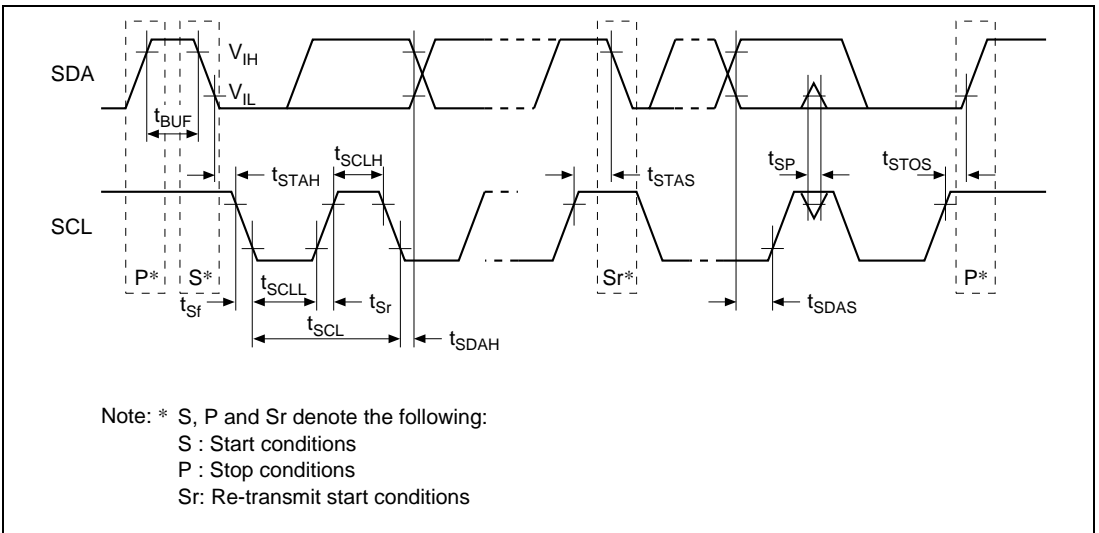 SDA
V_IH
V_IL
t_BUF
t_STAH
t_SCLH
t_STAS
t_SP
t_STOS
SCL
P*
S*
Sr*
P*
t_Sf
t_SCLL
t_Sr
t_SDAS
t_SCL
t_SDAH
Note: * S, P and Sr denote the following:
S : Start conditions
P : Stop conditions
Sr: Re-transmit start conditions